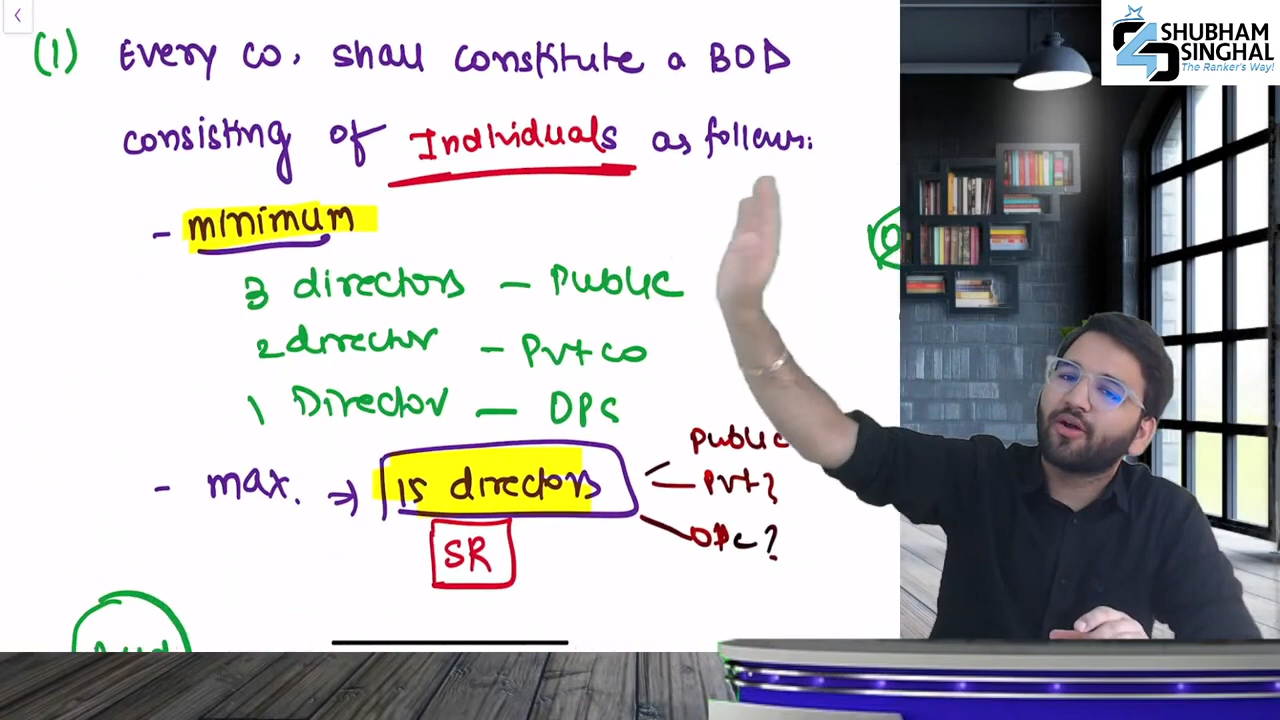 (1) Every co. shall constitute a BOD
consisting of Individuals as follows:
- minimum
3 directors - Public
2 director - Pvt co
1 Director - OPC
- max. ⇒ 15 directors
Public
Pvt?
OPC?
SR
SHUBHAM
SINGHAL
The Ranker's Way!